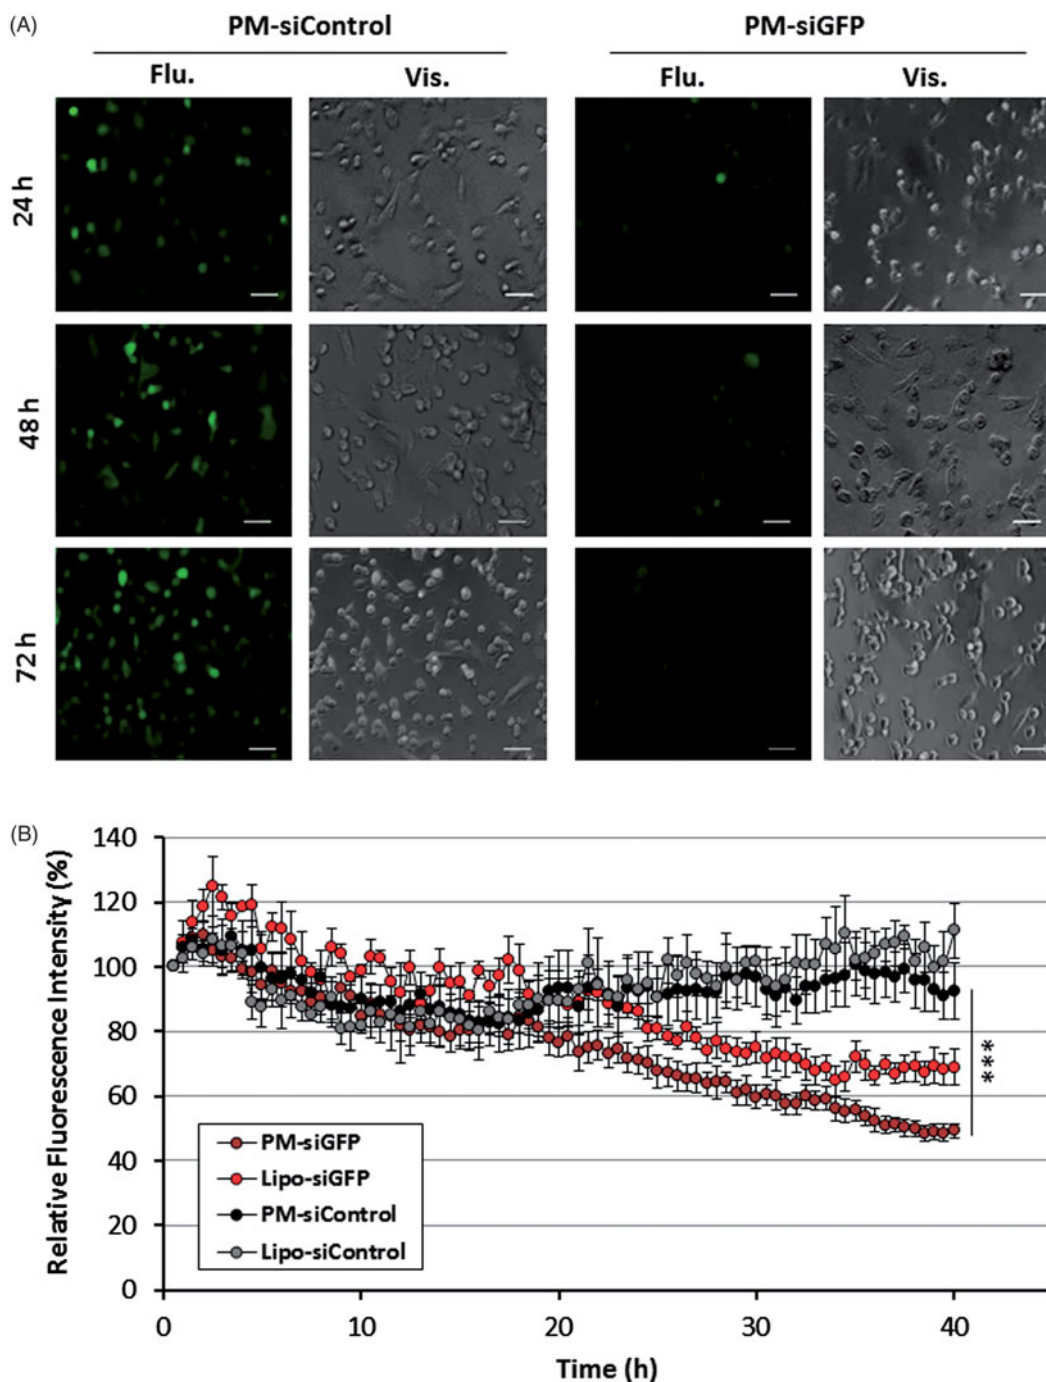 (A)
PM-siControl PM-siGFP
Flu. Vis. Flu. Vis.
24 h
48 h
72 h
(B)
140
120
100
80
60
40
20
0
Relative Fluorescence Intensity (%)
PM-siGFP
Lipo-siGFP
PM-siControl
Lipo-siControl
***
0 10 20 30 40
Time (h)